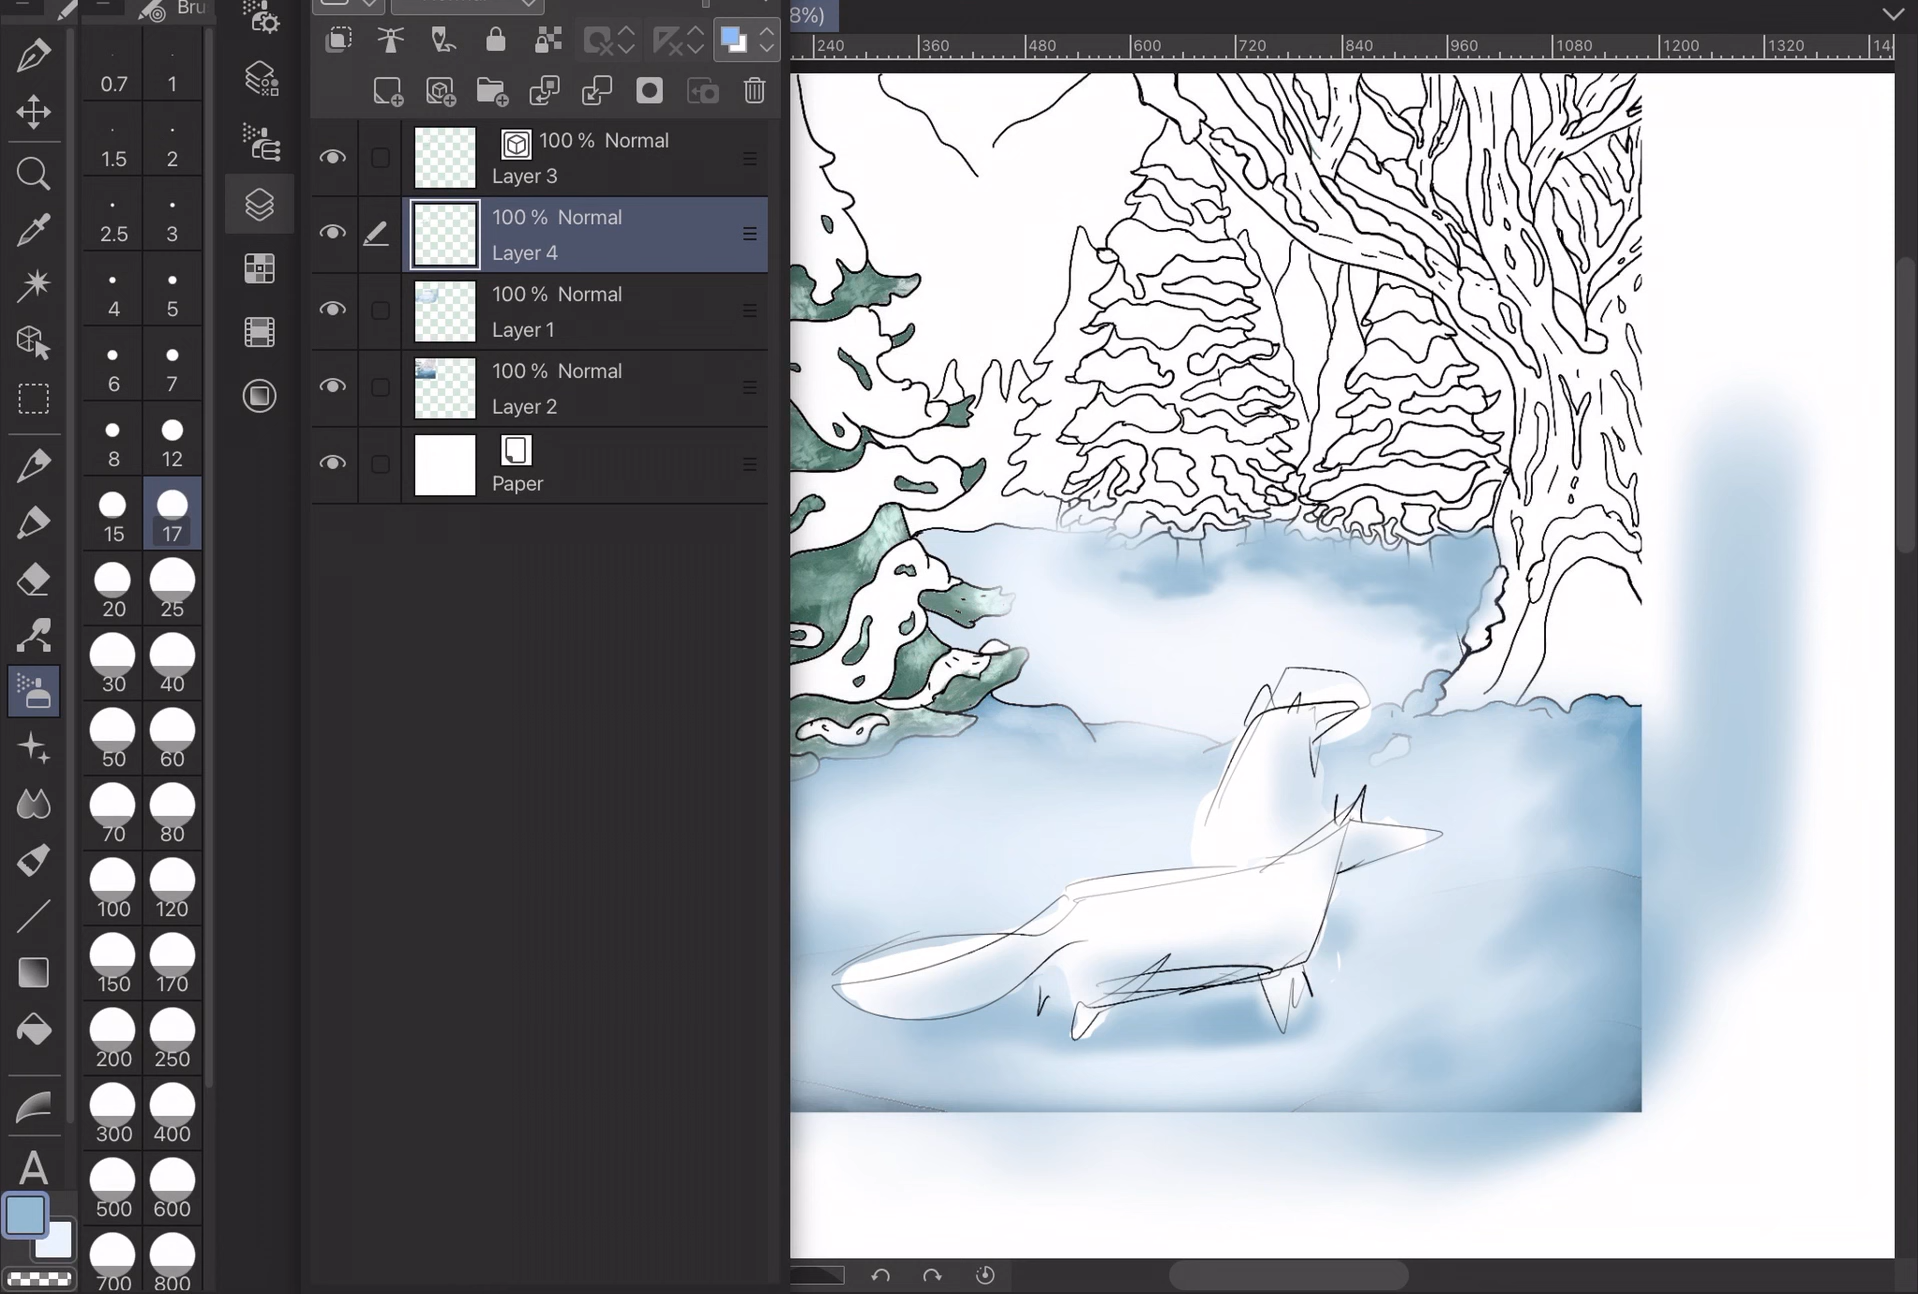 Bru
8%)
240 360 480 600 720 840 960 1080 1200 1320 144
0.7 1
1.5 2
2.5 3
4 5
6 7
8 12
15 17
20 25
30 40
50 60
70 80
100 120
150 170
200 250
300 400
500 600
700 800
100 % Normal
Layer 3
100 % Normal
Layer 4
100 % Normal
Layer 1
100 % Normal
Layer 2
Paper
A